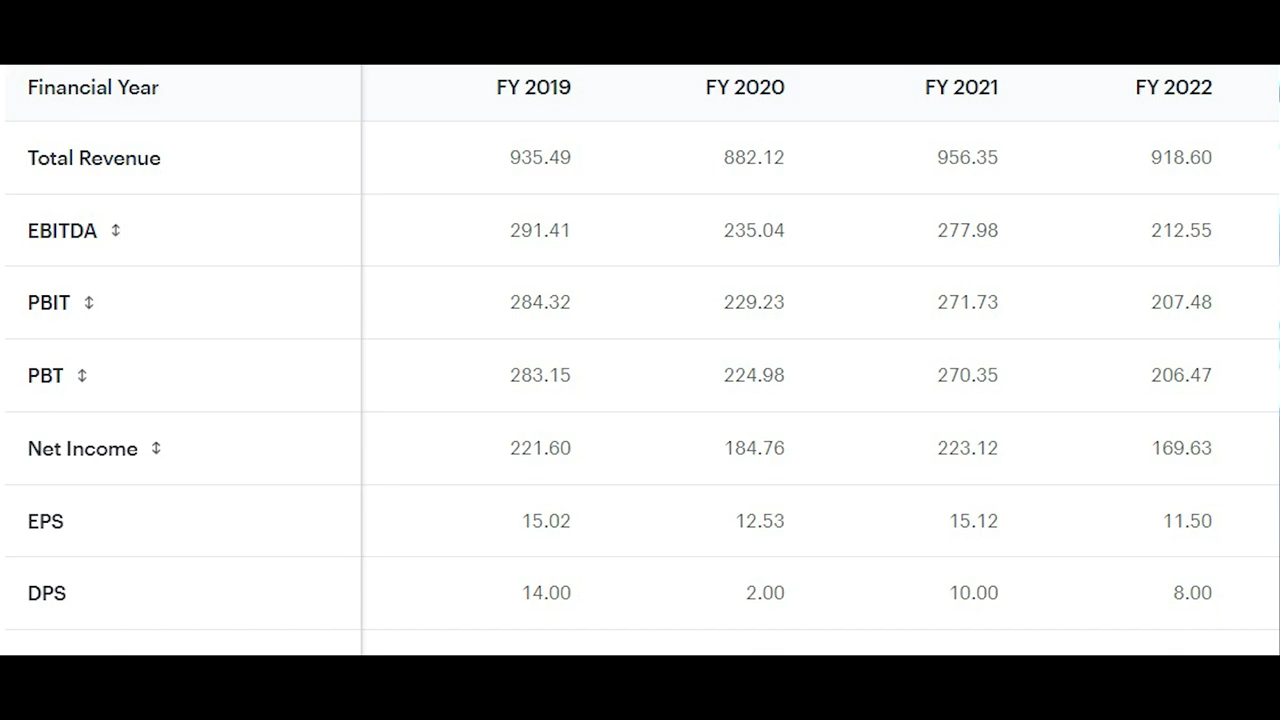 Financial Year FY 2019 FY 2020 FY 2021 FY 2022
Total Revenue 935.49 882.12 956.35 918.60
EBITDA 291.41 235.04 277.98 212.55
PBIT 284.32 229.23 271.73 207.48
PBT 283.15 224.98 270.35 206.47
Net Income 221.60 184.76 223.12 169.63
EPS 15.02 12.53 15.12 11.50
DPS 14.00 2.00 10.00 8.00